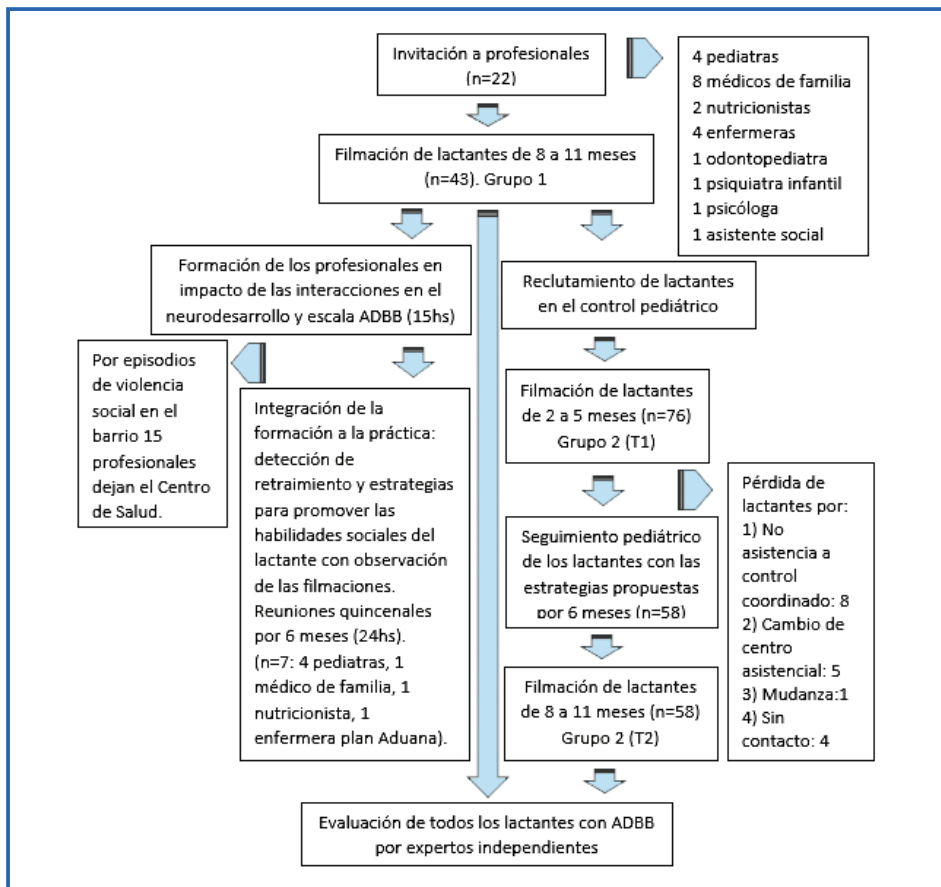 Invitación a profesionales
(n=22)
4 pediatras
8 médicos de familia
2 nutricionistas
4 enfermeras
1 odontopediatra
1 psiquiatra infantil
1 psicóloga
1 asistente social
Filmación de lactantes de 8 a 11 meses
(n=43). Grupo 1
Formación de los profesionales en
impacto de las interacciones en el
neurodesarrollo y escala ADBB (15hs)
Reclutamiento de lactantes
en el control pediátrico
Por episodios
de violencia
social en el
barrio 15
profesionales
dejan el Centro
de Salud.
Integración de la
formación a la práctica:
detección de
retraimiento y estrategias
para promover las
habilidades sociales del
lactante con observación
de las filmaciones.
Reuniones quincenales
por 6 meses (24hs).
(n=7: 4 pediatras, 1
médico de familia, 1
nutricionista, 1
enfermera plan Aduana).
Filmación de lactantes
de 2 a 5 meses (n=76)
Grupo 2 (T1)
Pérdida de
lactantes por:
1) No
asistencia a
control
coordinado: 8
2) Cambio de
centro
asistencial: 5
3) Mudanza:1
4) Sin
contacto: 4
Seguimiento pediátrico
de los lactantes con las
estrategias propuestas
por 6 meses (n=58)
Filmación de lactantes
de 8 a 11 meses (n=58)
Grupo 2 (T2)
Evaluación de todos los lactantes con ADBB
por expertos independientes